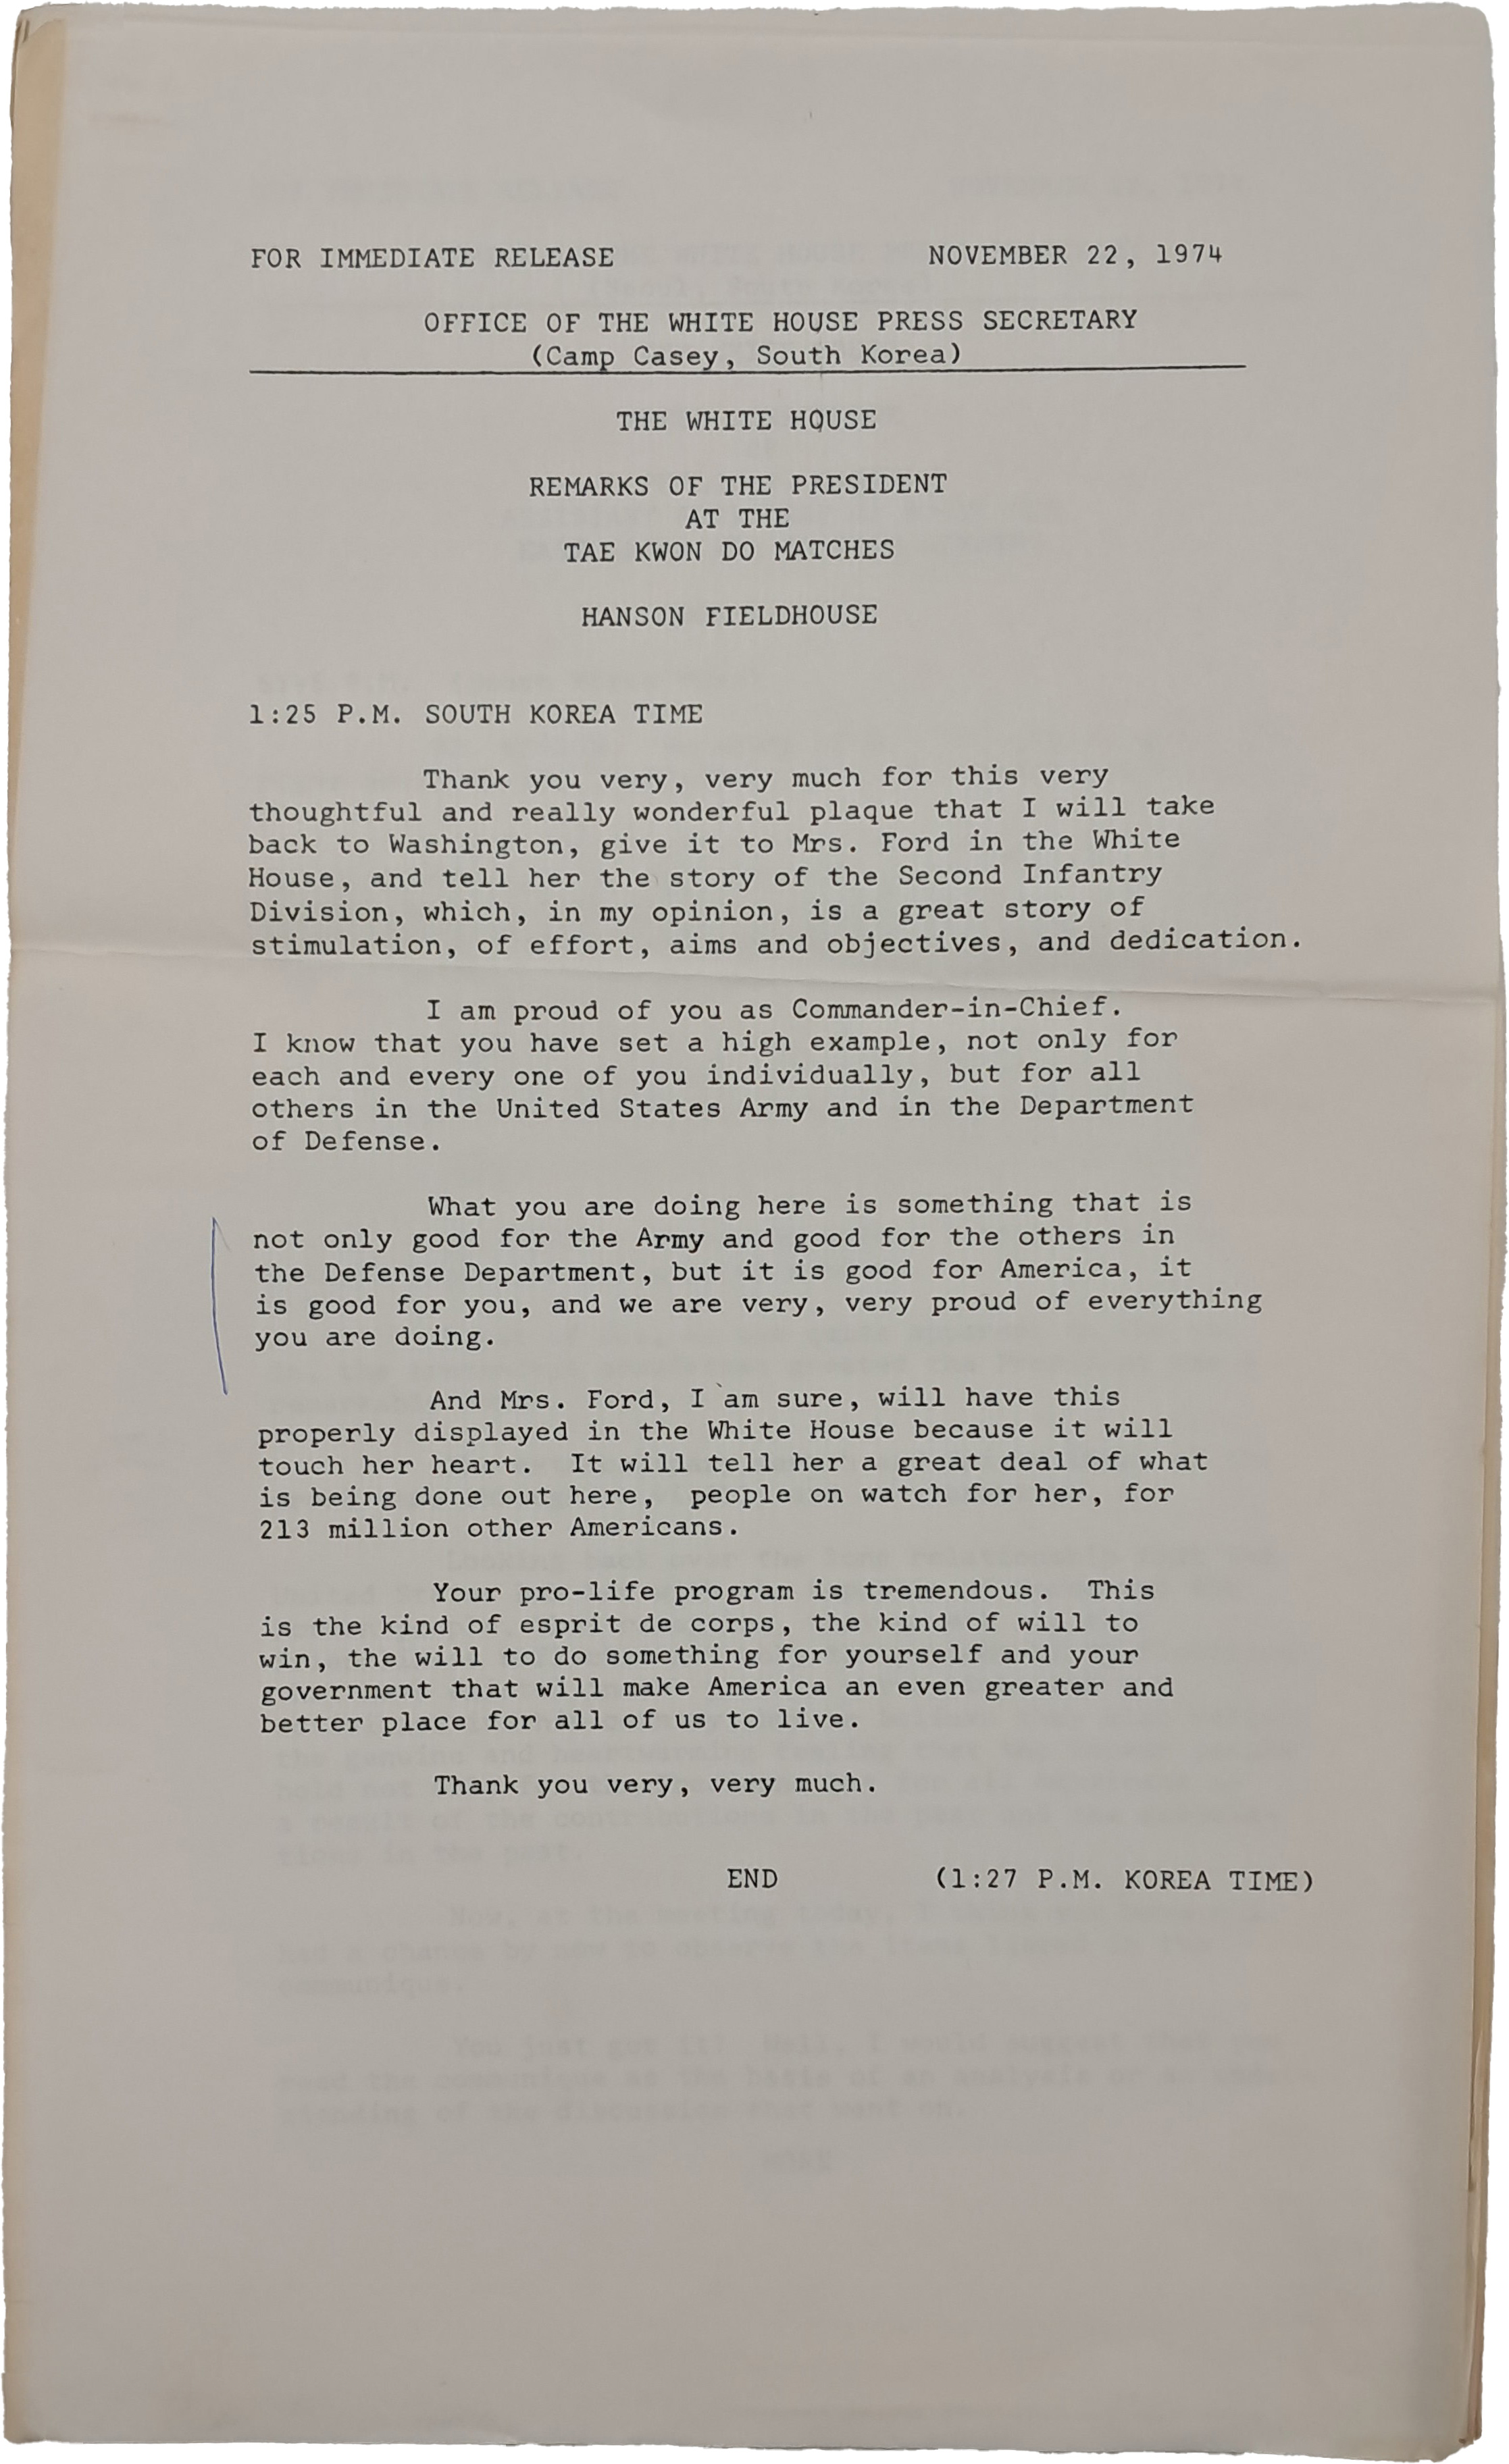 FOR IMMEDIATE RELEASE NOVEMBER 22, 1974
OFFICE OF THE WHITE HOUSE PRESS SECRETARY
(Camp Casey, South Korea)
THE WHITE HOUSE
REMARKS OF THE PRESIDENT
AT THE
TAE KWON DO MATCHES
HANSON FIELDHOUSE
1:25 P.M. SOUTH KOREA TIME
Thank you very, very much for this very
thoughtful and really wonderful plaque that I will take
back to Washington, give it to Mrs. Ford in the White
House, and tell her the story of the Second Infantry
Division, which, in my opinion, is a great story of
stimulation, of effort, aims and objectives, and dedication.
I am proud of you as Commander-in-Chief.
I know that you have set a high example, not only for
each and every one of you individually, but for all
others in the United States Army and in the Department
of Defense.
What you are doing here is something that is
not only good for the Army and good for the others in
the Defense Department, but it is good for America, it
is good for you, and we are very, very proud of everything
you are doing.
And Mrs. Ford, I am sure, will have this
properly displayed in the White House because it will
touch her heart. It will tell her a great deal of what
is being done out here, people on watch for her, for
213 million other Americans.
Your pro-life program is tremendous. This
is the kind of esprit de corps, the kind of will to
win, the will to do something for yourself and your
government that will make America an even greater and
better place for all of us to live.
Thank you very, very much.
END (1:27 P.M. KOREA TIME)